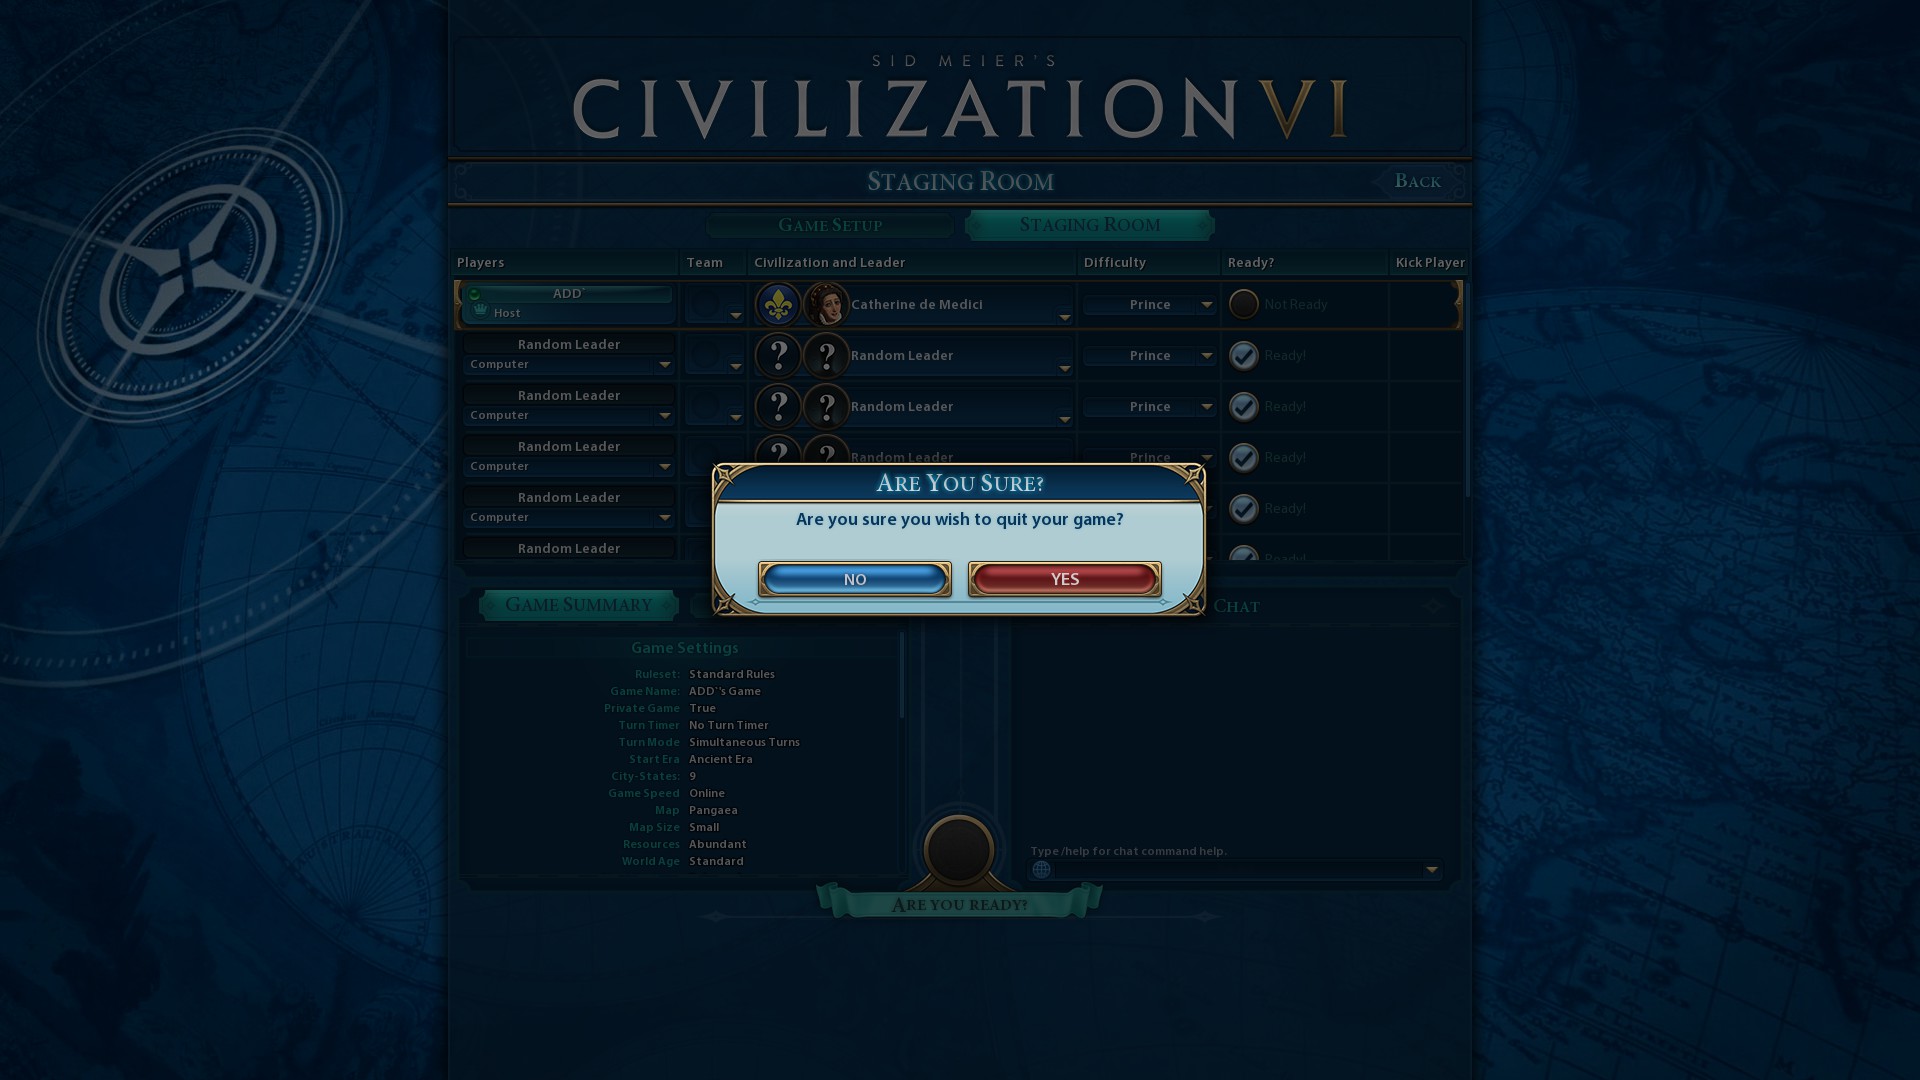 SID MEIER'S
CIVILIZATION VI
STAGING ROOM
BACK
GAME SETUP
STAGING ROOM
Players Team Civilization and Leader Difficulty Ready? Kick Player
ADD`
Host
Catherine de Medici
Prince
Not Ready
Random Leader
Computer
Random Leader
Prince
Ready!
Random Leader
Computer
Random Leader
Prince
Ready!
Random Leader
Computer
Random Leader
Prince
Ready!
Random Leader
Computer
Ready!
Random Leader
Ready!
ARE YOU SURE?
Are you sure you wish to quit your game?
NO
YES
GAME SUMMARY
Game Settings
Ruleset: Standard Rules
Game Name: ADD`'s Game
Private Game True
Turn Timer No Turn Timer
Turn Mode Simultaneous Turns
Start Era Ancient Era
City-States: 9
Game Speed Online
Map Pangaea
Map Size Small
Resources Abundant
World Age Standard
CHAT
Type /help for chat command help.
ARE YOU READY?